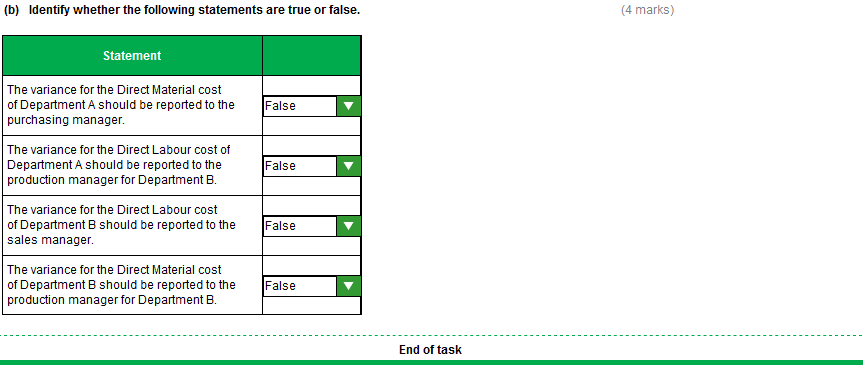 (b) Identify whether the following statements are true or false. (4 marks)
Statement
The variance for the Direct Material cost
of Department A should be reported to the
purchasing manager.
False
The variance for the Direct Labour cost of
Department A should be reported to the
production manager for Department B.
False
The variance for the Direct Labour cost
of Department B should be reported to the
sales manager.
False
The variance for the Direct Material cost
of Department B should be reported to the
production manager for Department B.
False
End of task